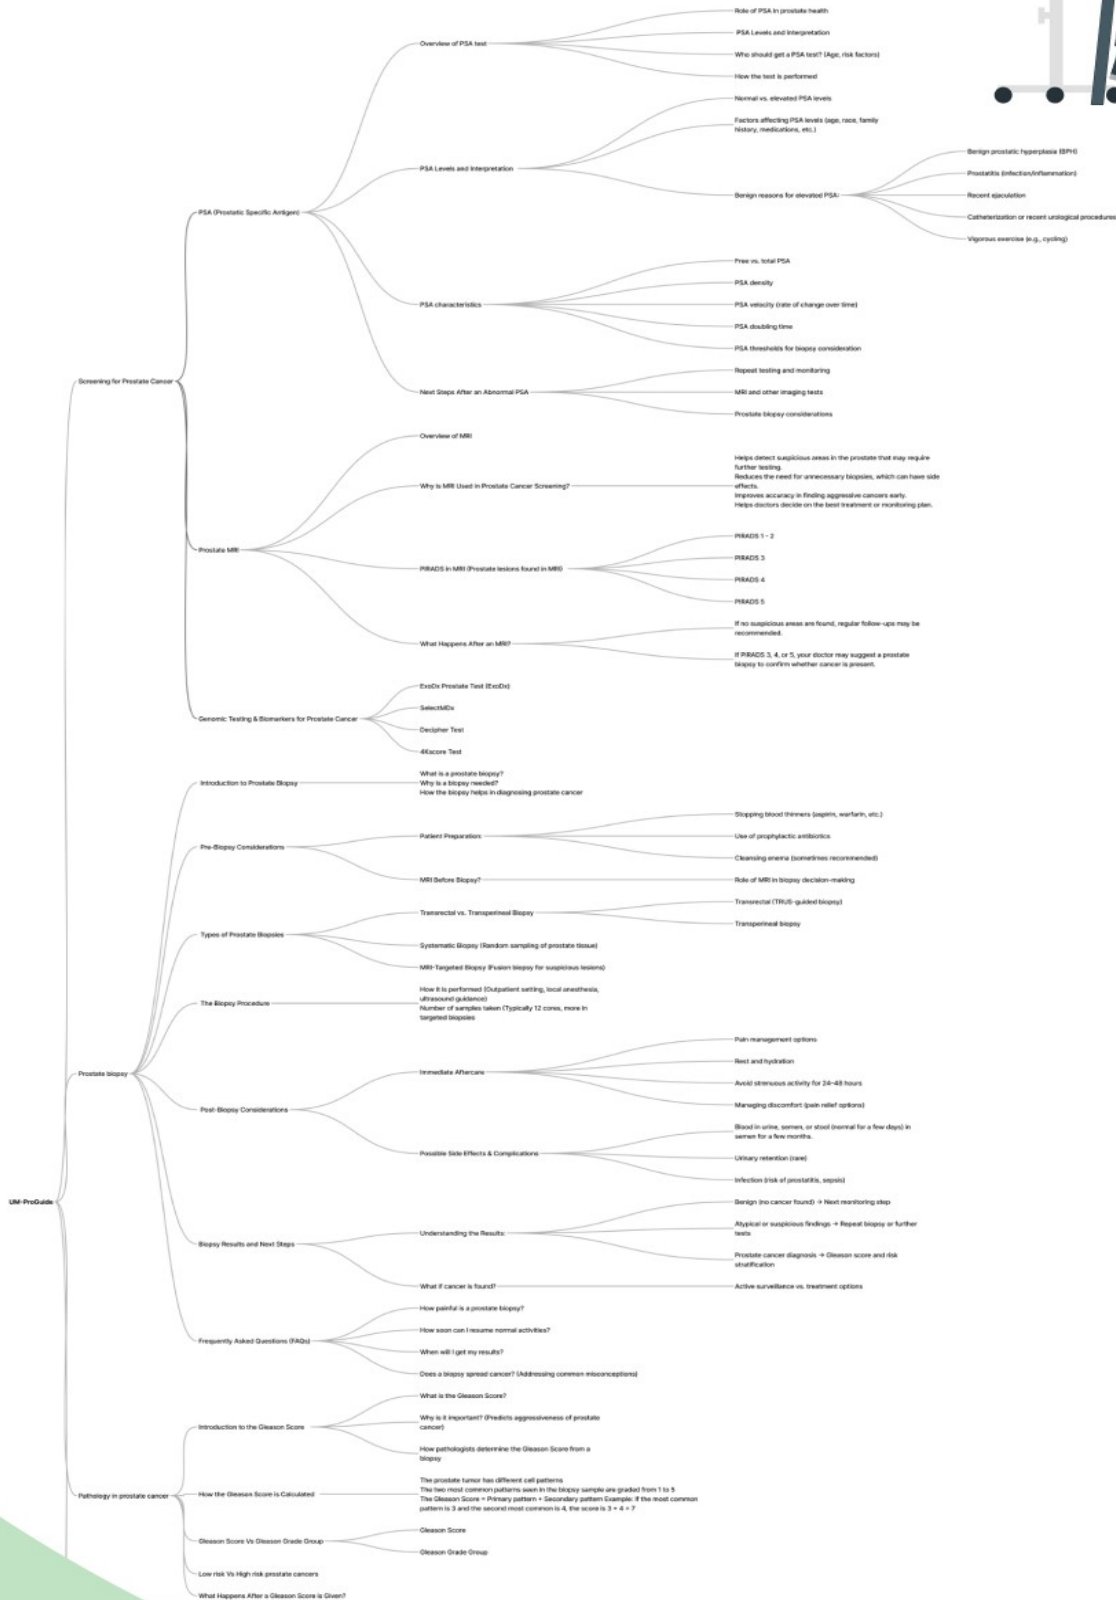 Role of PSA in prostate health
Overview of PSA test
PSA Levels and Interpretation
Who should get a PSA test? (Age, risk factors)
How the test is performed
Normal vs. elevated PSA levels
Factors affecting PSA levels (age, race, family
history, medications, etc.)
Benign prostatic hyperplasia (BPH)
PSA Levels and Interpretation
Prostatitis (infection/inflammation)
Benign reasons for elevated PSA:
Recent ejaculation
PSA (Prostatic Specific Antigen)
Catheterization or recent urological procedures
Vigorous exercise (e.g., cycling)
Free vs. total PSA
PSA density
PSA characteristics
PSA velocity (rate of change over time)
PSA doubling time
PSA thresholds for biopsy consideration
Screening for Prostate Cancer
Repeat testing and monitoring
Next Steps After an Abnormal PSA
MRI and other imaging tests
Prostate biopsy considerations
Overview of MRI
Helps detect suspicious areas in the prostate that may require
further testing.
Why Is MRI Used in Prostate Cancer Screening?
Reduces the need for unnecessary biopsies, which can have side
effects.
Improves accuracy in finding aggressive cancers early.
Helps doctors decide on the best treatment or monitoring plan.
Prostate MRI
PIRADS 1 - 2
PIRADS 3
PIRADS in MRI (Prostate lesions found in MRI)
PIRADS 4
PIRADS 5
What Happens After an MRI?
If no suspicious areas are found, regular follow-ups may be
recommended.
If PIRADS 3, 4, or 5, your doctor may suggest a prostate
biopsy to confirm whether cancer is present.
ExoDx Prostate Test (ExoDx)
SelectMDx
Genomic Testing & Biomarkers for Prostate Cancer
Decipher Test
4Kscore Test
Introduction to Prostate Biopsy
What is a prostate biopsy?
Why is a biopsy needed?
How the biopsy helps in diagnosing prostate cancer
Pre-Biopsy Considerations
Patient Preparation
Stopping blood thinners (aspirin, warfarin, etc.)
Use of prophylactic antibiotics
Cleansing enema (sometimes recommended)
MRI Before Biopsy?
Role of MRI in biopsy decision-making
Types of Prostate Biopsies
Transrectal vs. Transperineal Biopsy
Transrectal (TRUS-guided biopsy)
Transperineal biopsy
Systematic Biopsy (Random sampling of prostate tissue)
MRI-Targeted Biopsy (Fusion biopsy for suspicious lesions)
The Biopsy Procedure
How it is performed (Outpatient setting, local anesthesia,
ultrasound guidance)
Number of samples taken (Typically 12 cores, more in
targeted biopsies
Prostate biopsy
Post-Biopsy Considerations
Immediate Aftercare
Pain management options
Rest and hydration
Avoid strenuous activity for 24–48 hours
Managing discomfort (pain relief options)
Possible Side Effects & Complications
Blood in urine, semen, or stool (normal for a few days) in
semen for a few months.
Urinary retention (rare)
Infection (risk of prostatitis, sepsis)
UM-ProGuide
Biopsy Results and Next Steps
Understanding the Results:
Benign (no cancer found) → Next monitoring step
Atypical or suspicious findings → Repeat biopsy or further
tests
Prostate cancer diagnosis → Gleason score and risk
stratification
What if cancer is found?
Active surveillance vs. treatment options
Frequently Asked Questions (FAQs)
How painful is a prostate biopsy?
How soon can I resume normal activities?
When will I get my results?
Does a biopsy spread cancer? (Addressing common misconceptions)
Introduction to the Gleason Score
What is the Gleason Score?
Why is it important? (Predicts aggressiveness of prostate
cancer)
How pathologists determine the Gleason Score from a
biopsy
Pathology in prostate cancer
How the Gleason Score is Calculated
The prostate tumor has different cell patterns
The two most common patterns seen in the biopsy sample are graded from 1 to 5
The Gleason Score = Primary pattern + Secondary pattern Example: If the most common
pattern is 3 and the second most common is 4, the score is 3 + 4 = 7
Gleason Score Vs Gleason Grade Group
Gleason Score
Gleason Grade Group
Low risk Vs High risk prostate cancers
What Happens After a Gleason Score is Given?